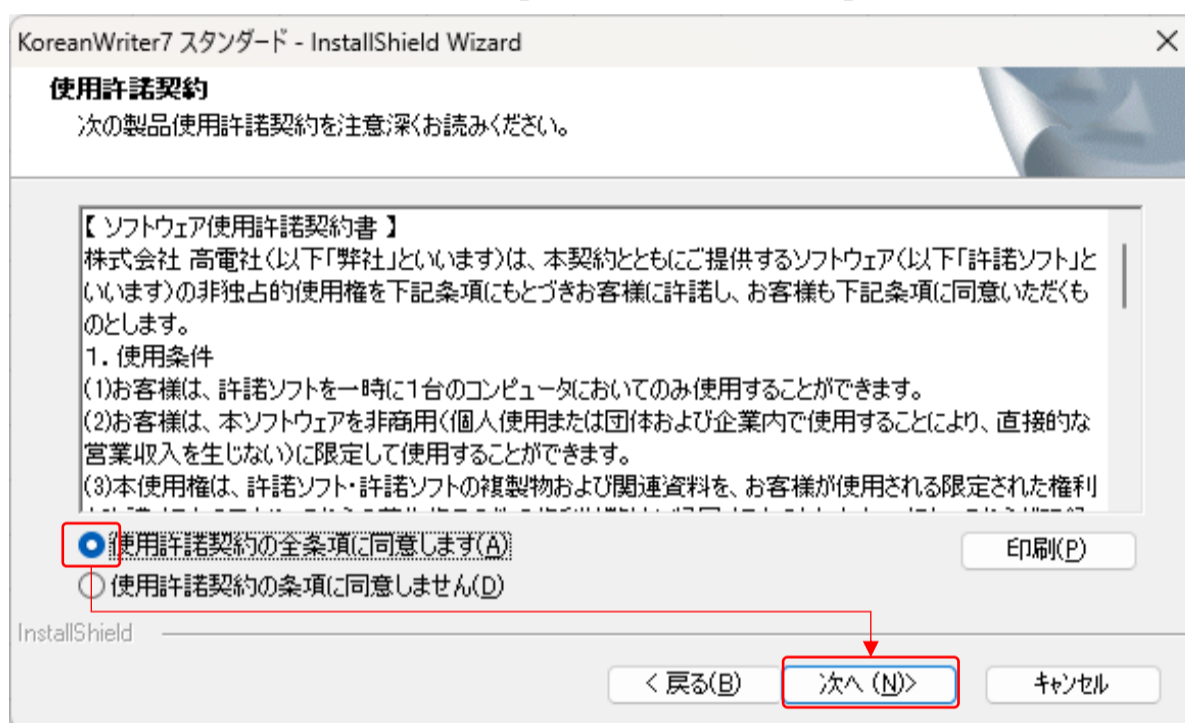 KoreanWriter7 スタンダード - InstallShield Wizard
使用許諾契約
次の製品使用許諾契約を注意深くお読みください。
【 ソフトウェア使用許諾契約書 】
株式会社 高電社（以下「弊社」といいます）は、本契約とともにご提供するソフトウェア（以下「許諾ソフト」と
いいます）の非独占的使用権を下記条項にもとづきお客様に許諾し、お客様も下記条項に同意いただくも
のとします。
１．使用条件
(1)お客様は、許諾ソフトを一時に１台のコンピュータにおいてのみ使用することができます。
(2)お客様は、本ソフトウェアを非商用（個人使用または団体および企業内で使用することにより、直接的な
営業収入を生じない）に限定して使用することができます。
(3)本使用権は、許諾ソフト・許諾ソフトの複製物および関連資料を、お客様が使用される限定された権利
使用許諾契約の全条項に同意します(A)
印刷(P)
使用許諾契約の条項に同意しません(D)
InstallShield
< 戻る(B)
次へ (N)>
キャンセル